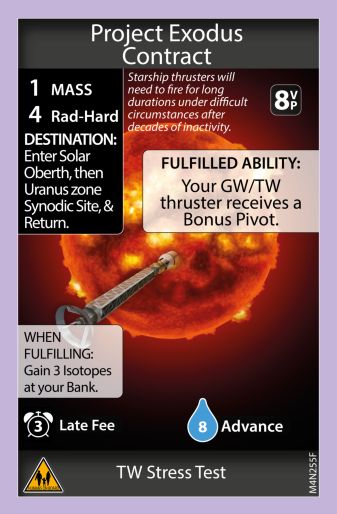 Project Exodus
Contract
1 MASS
4 Rad-Hard
DESTINATION:
Enter Solar
Oberth, then
Uranus zone
Synodic Site, &
Return.
Starship thrusters will
need to fire for long
durations under difficult
circumstances after
decades of inactivity.
8VP
FULFILLED ABILITY:
Your GW/TW
thruster receives a
Bonus Pivot.
WHEN
FULFILLING:
Gain 3 Isotopes
at your Bank.
3 Late Fee
8 Advance
TW Stress Test
M4N255F